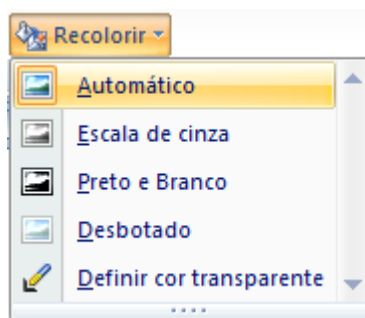 Recolorir
Automático
Escala de cinza
Preto e Branco
Desbotado
Definir cor transparente